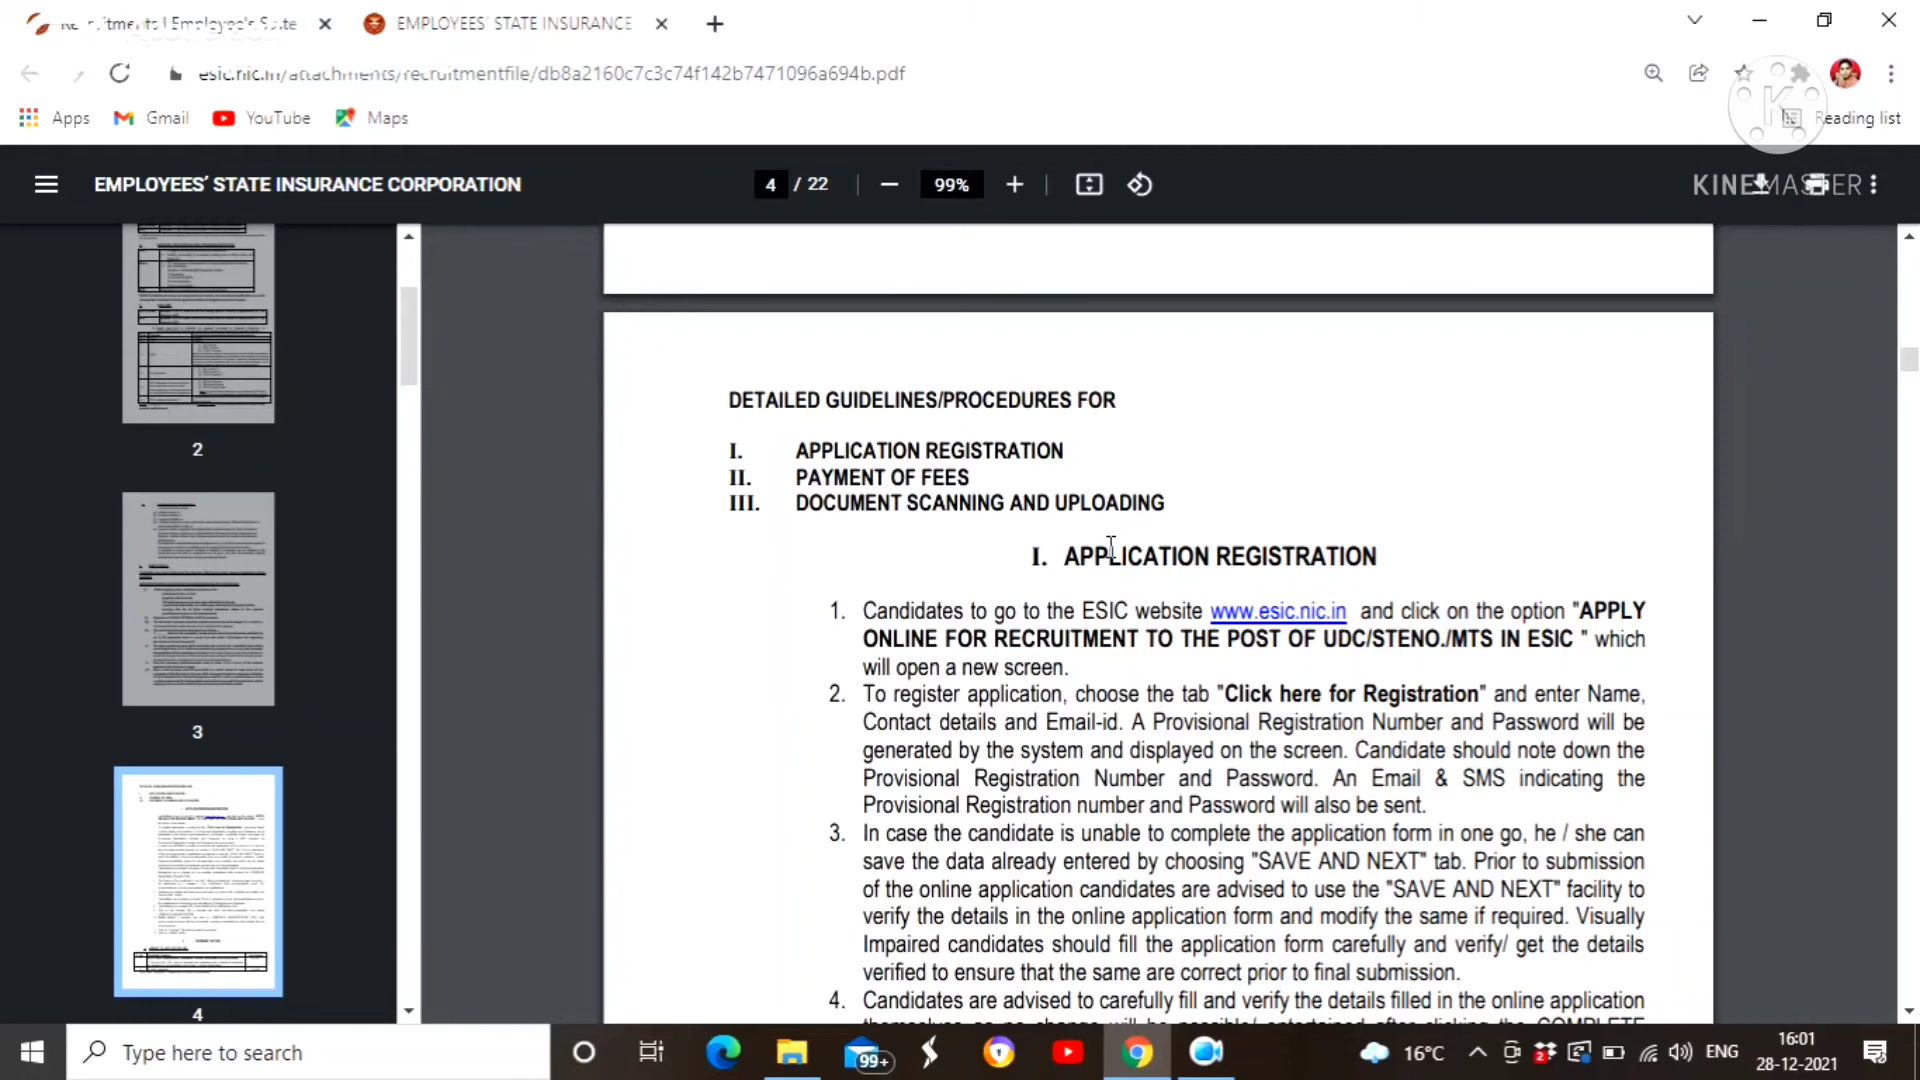 Recruitments | Employee's State
EMPLOYEES' STATE INSURANCE
esic.nic.in/attachments/recruitmentfile/db8a2160c7c3c74f142b7471096a694b.pdf
Apps
Gmail
YouTube
Maps
Reading list
EMPLOYEES' STATE INSURANCE CORPORATION
4 / 22
99%
KINEMASTER
K
2
3
4
DETAILED GUIDELINES/PROCEDURES FOR
I. APPLICATION REGISTRATION
II. PAYMENT OF FEES
III. DOCUMENT SCANNING AND UPLOADING
I. APPLICATION REGISTRATION
1. Candidates to go to the ESIC website www.esic.nic.in and click on the option "APPLY
ONLINE FOR RECRUITMENT TO THE POST OF UDC/STENO./MTS IN ESIC " which
will open a new screen.
2. To register application, choose the tab "Click here for Registration" and enter Name,
Contact details and Email-id. A Provisional Registration Number and Password will be
generated by the system and displayed on the screen. Candidate should note down the
Provisional Registration Number and Password. An Email & SMS indicating the
Provisional Registration number and Password will also be sent.
3. In case the candidate is unable to complete the application form in one go, he / she can
save the data already entered by choosing "SAVE AND NEXT" tab. Prior to submission
of the online application candidates are advised to use the "SAVE AND NEXT" facility to
verify the details in the online application form and modify the same if required. Visually
Impaired candidates should fill the application form carefully and verify/ get the details
verified to ensure that the same are correct prior to final submission.
4. Candidates are advised to carefully fill and verify the details filled in the online application
Type here to search
99+
2
16°C
ENG
16:01
28-12-2021